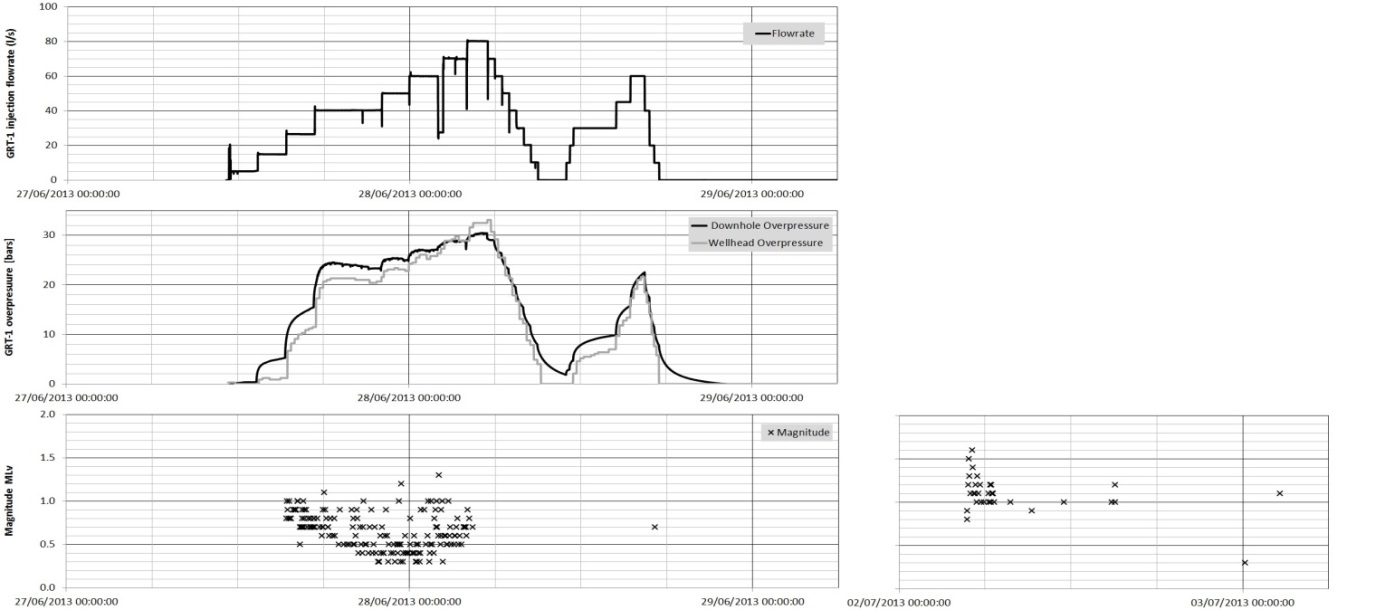 GRT-1 injection flowrate (l/s)
100
80
60
40
20
0
Flowrate
27/06/2013 00:00:00 28/06/2013 00:00:00 29/06/2013 00:00:00
GRT-1 overpresuure [bars]
30
20
10
0
Downhole Overpressure
Wellhead Overpressure
27/06/2013 00:00:00 28/06/2013 00:00:00 29/06/2013 00:00:00
Magnitude MLv
2.0
1.5
1.0
0.5
0.0
Magnitude
27/06/2013 00:00:00 28/06/2013 00:00:00 29/06/2013 00:00:00 02/07/2013 00:00:00 03/07/2013 00:00:00